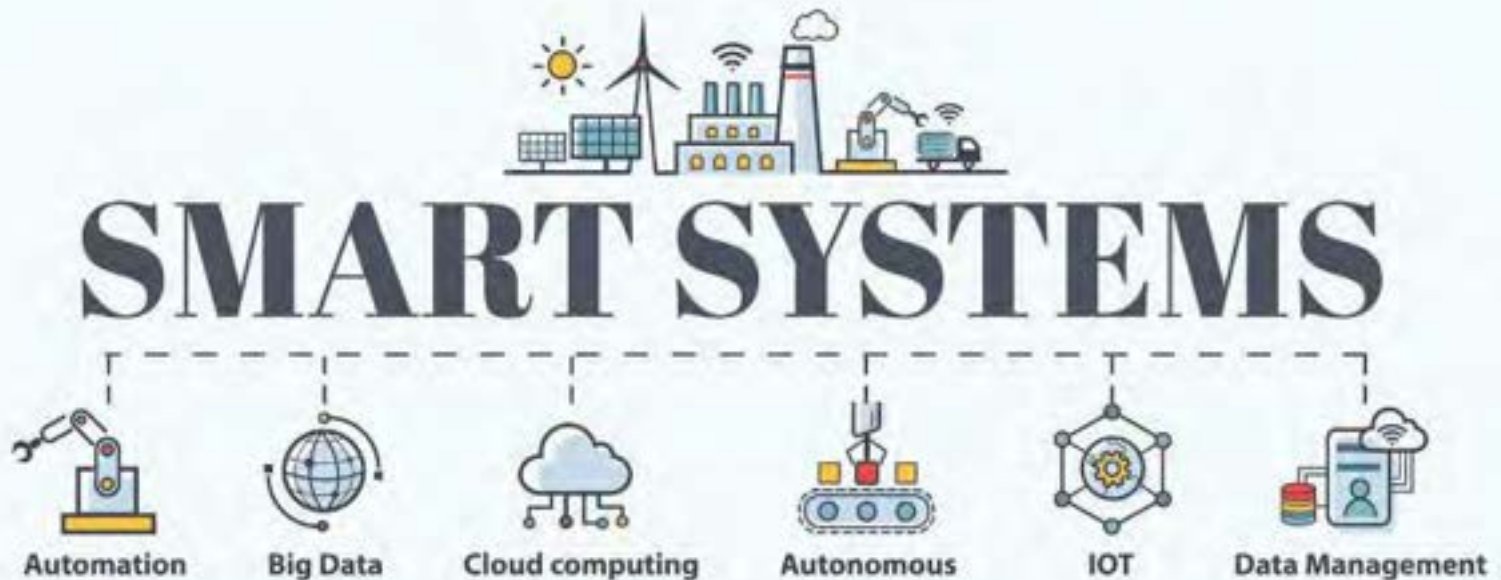 SMART SYSTEMS
Automation Big Data Cloud computing Autonomous IOT Data Management